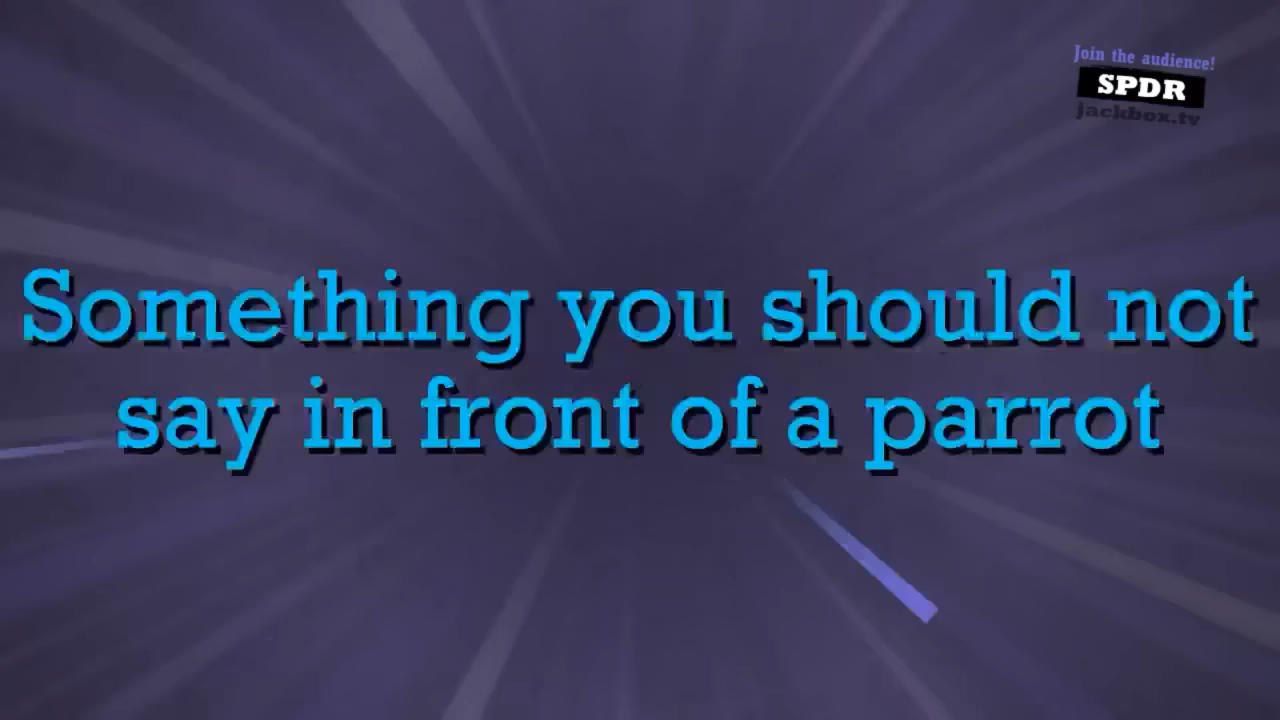 Join the audience!
SPDR
jackbox.tv
Something you should not
say in front of a parrot